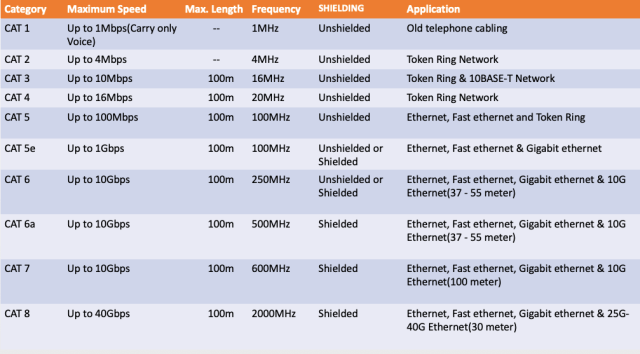 Category Maximum Speed Max. Length Frequency SHIELDING Application
CAT 1 Up to 1Mbps(Carry only Voice) -- 1MHz Unshielded Old telephone cabling
CAT 2 Up to 4Mbps -- 4MHz Unshielded Token Ring Network
CAT 3 Up to 10Mbps 100m 16MHz Unshielded Token Ring & 10BASE-T Network
CAT 4 Up to 16Mbps 100m 20MHz Unshielded Token Ring Network
CAT 5 Up to 100Mbps 100m 100MHz Unshielded Ethernet, Fast ethernet and Token Ring
CAT 5e Up to 1Gbps 100m 100MHz Unshielded or Shielded Ethernet, Fast ethernet & Gigabit ethernet
CAT 6 Up to 10Gbps 100m 250MHz Unshielded or Shielded Ethernet, Fast ethernet, Gigabit ethernet & 10G Ethernet(37 - 55 meter)
CAT 6a Up to 10Gbps 100m 500MHz Shielded Ethernet, Fast ethernet, Gigabit ethernet & 10G Ethernet(37 - 55 meter)
CAT 7 Up to 10Gbps 100m 600MHz Shielded Ethernet, Fast ethernet, Gigabit ethernet & 10G Ethernet(100 meter)
CAT 8 Up to 40Gbps 100m 2000MHz Shielded Ethernet, Fast ethernet, Gigabit ethernet & 25G-40G Ethernet(30 meter)